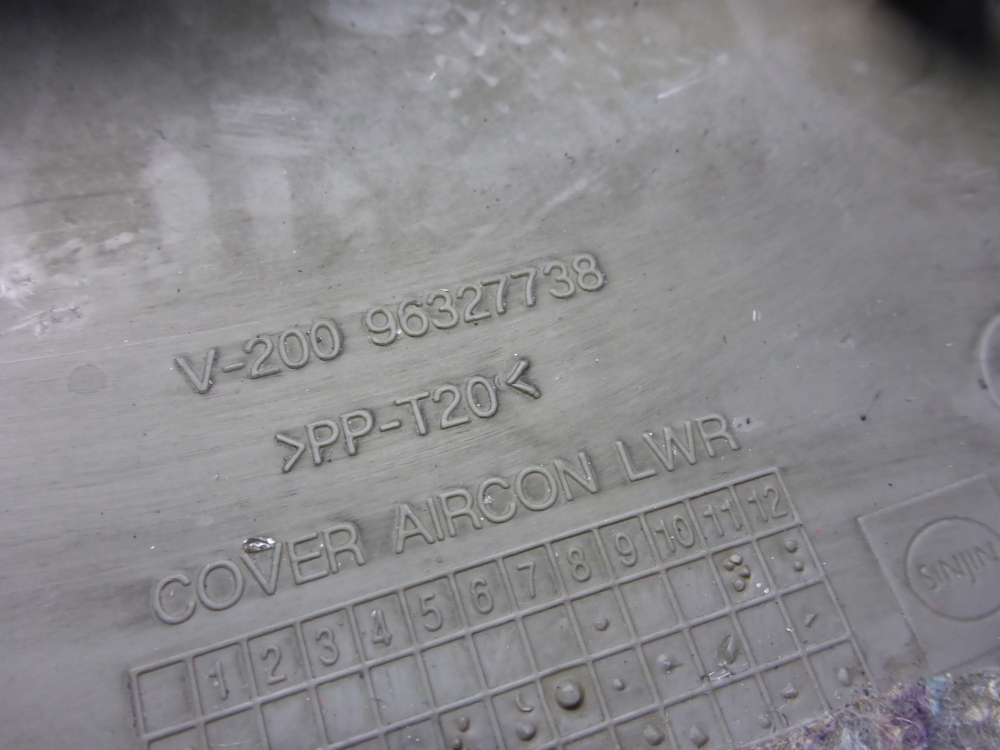 V-200 96327738
>PP-T20<
COVER AIRCON LWR
1 2 3 4 5 6 7 8 9 10 11 12
SINJIN